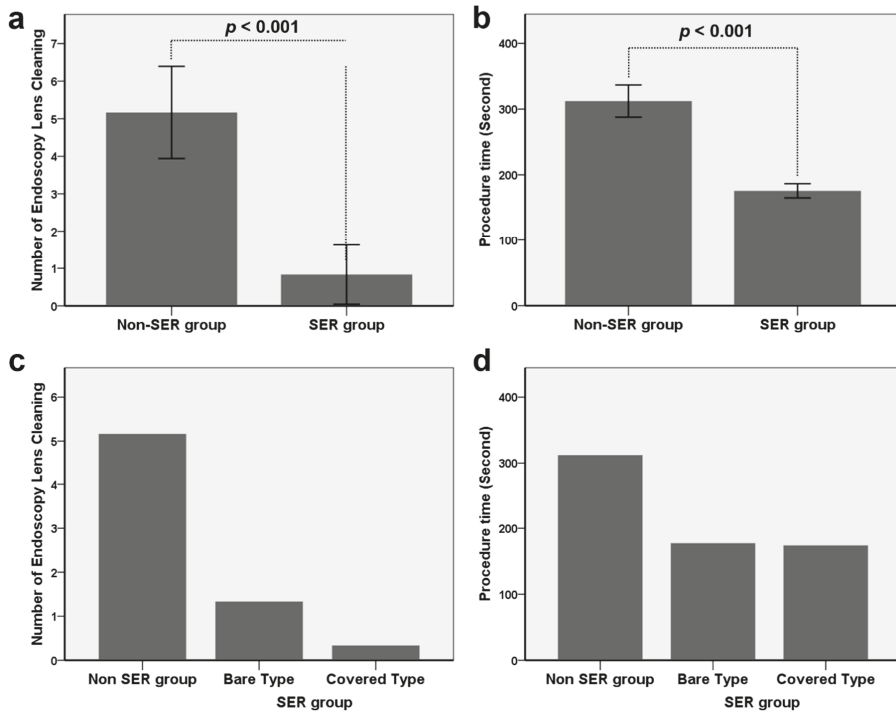 a
p < 0.001
Number of Endoscopy Lens Cleaning
7
6
5
4
3
2
1
0
Non-SER group SER group
b
p < 0.001
Procedure time (Second)
400
300
200
100
0
Non-SER group SER group
c
Number of Endoscopy Lens Cleaning
6
5
4
3
2
1
0
Non SER group Bare Type Covered Type
SER group
d
Procedure time (Second)
400
300
200
100
0
Non SER group Bare Type Covered Type
SER group